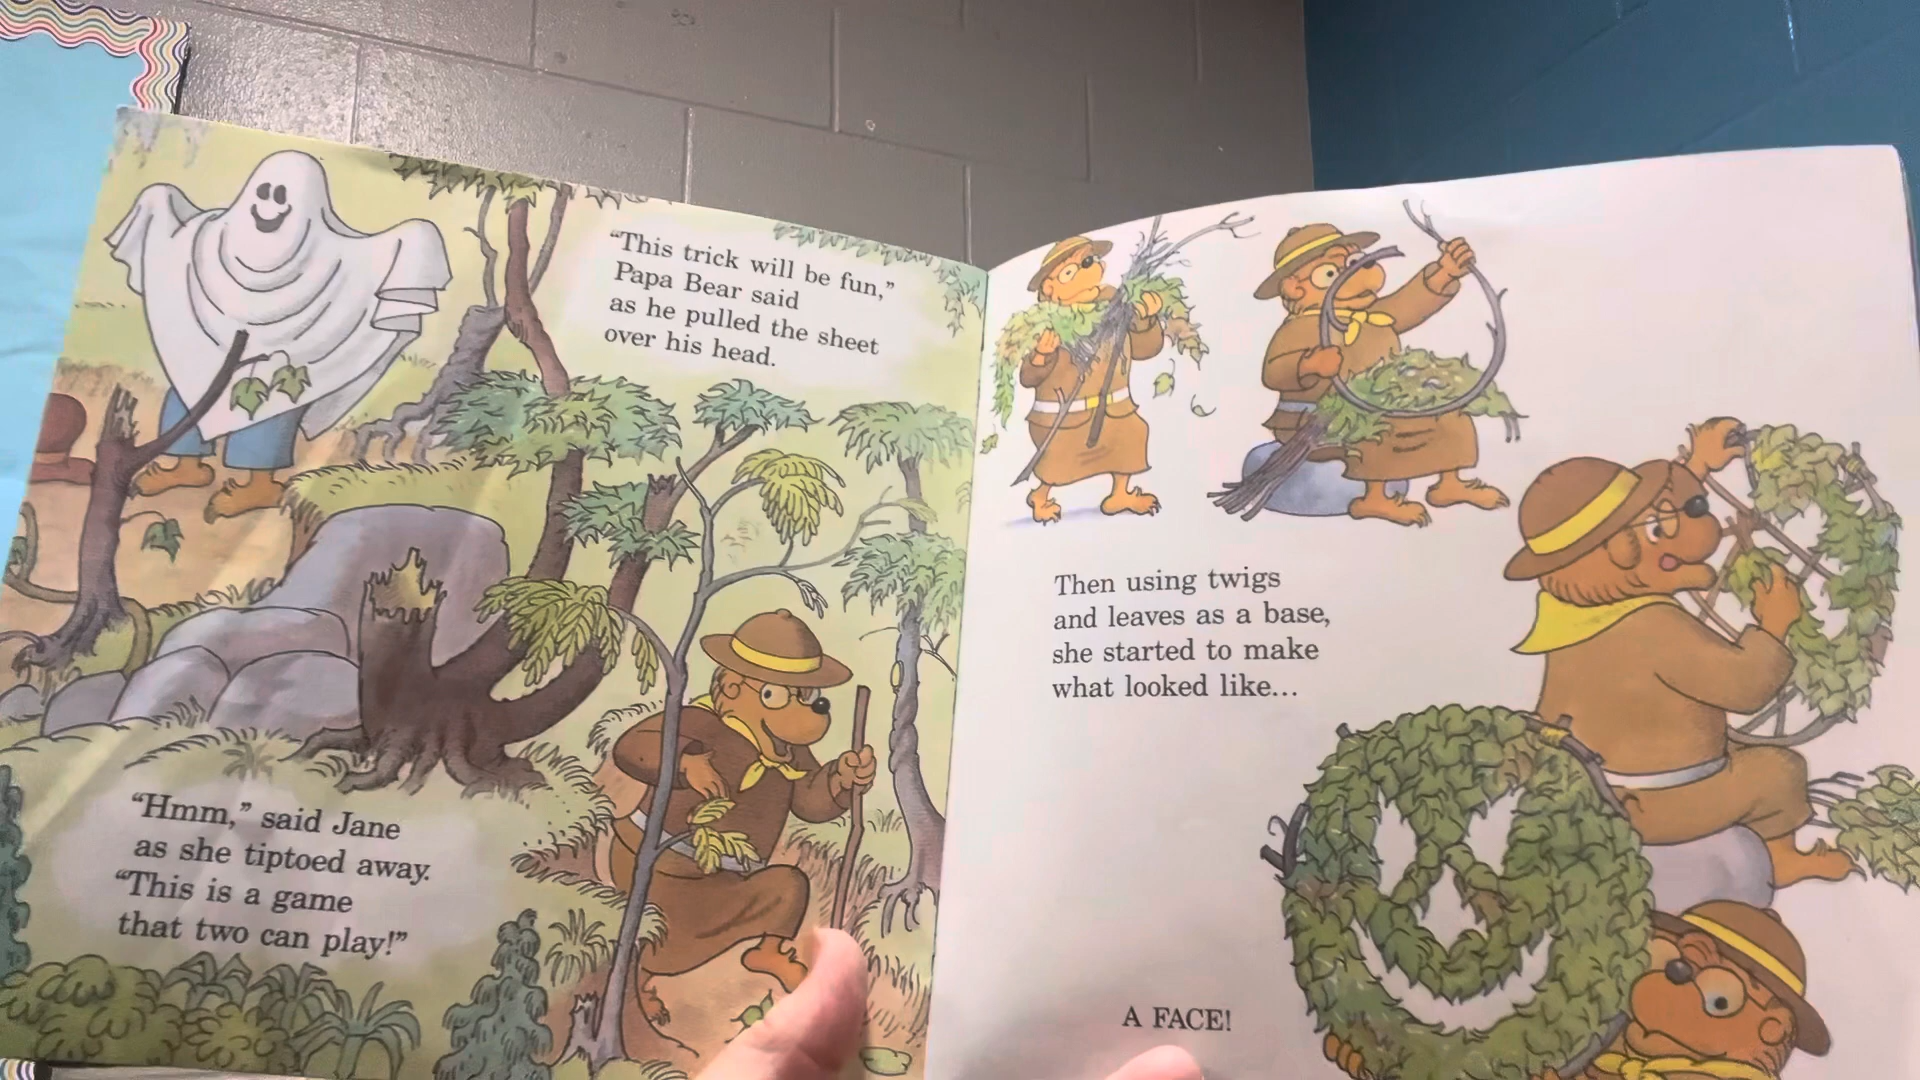 “This trick will be fun,”
Papa Bear said
as he pulled the sheet
over his head.
“Hmm,” said Jane
as she tiptoed away.
“This is a game
that two can play!”
Then using twigs
and leaves as a base,
she started to make
what looked like...
A FACE!